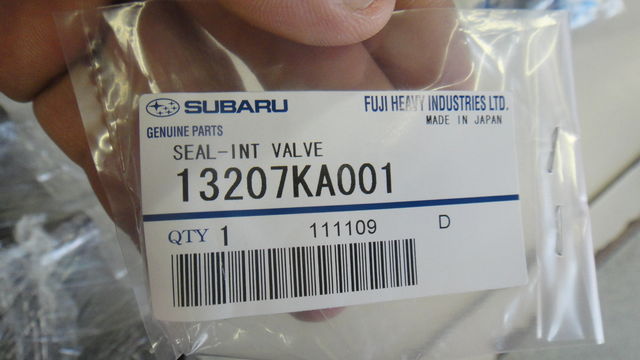 SUBARU FUJI HEAVY INDUSTRIES LTD.
GENUINE PARTS MADE IN JAPAN
SEAL-INT VALVE
13207KA001
QTY 1 111109 D